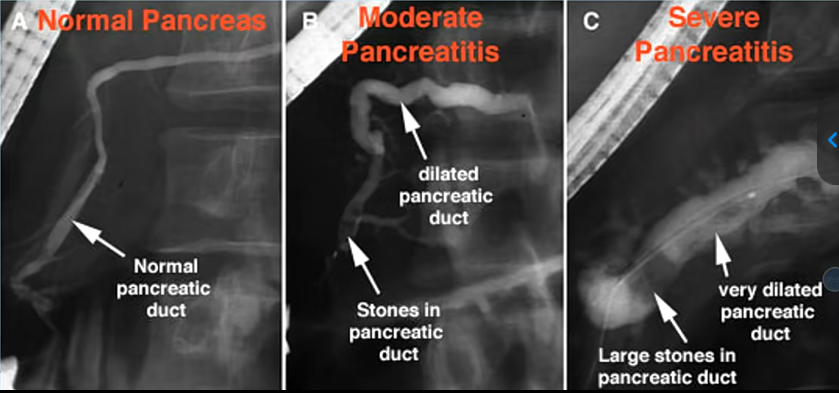 A Normal Pancreas
Normal
pancreatic
duct
B Moderate
Pancreatitis
dilated
pancreatic
duct
Stones in
pancreatic
duct
C Severe
Pancreatitis
very dilated
pancreatic
duct
Large stones in
pancreatic duct